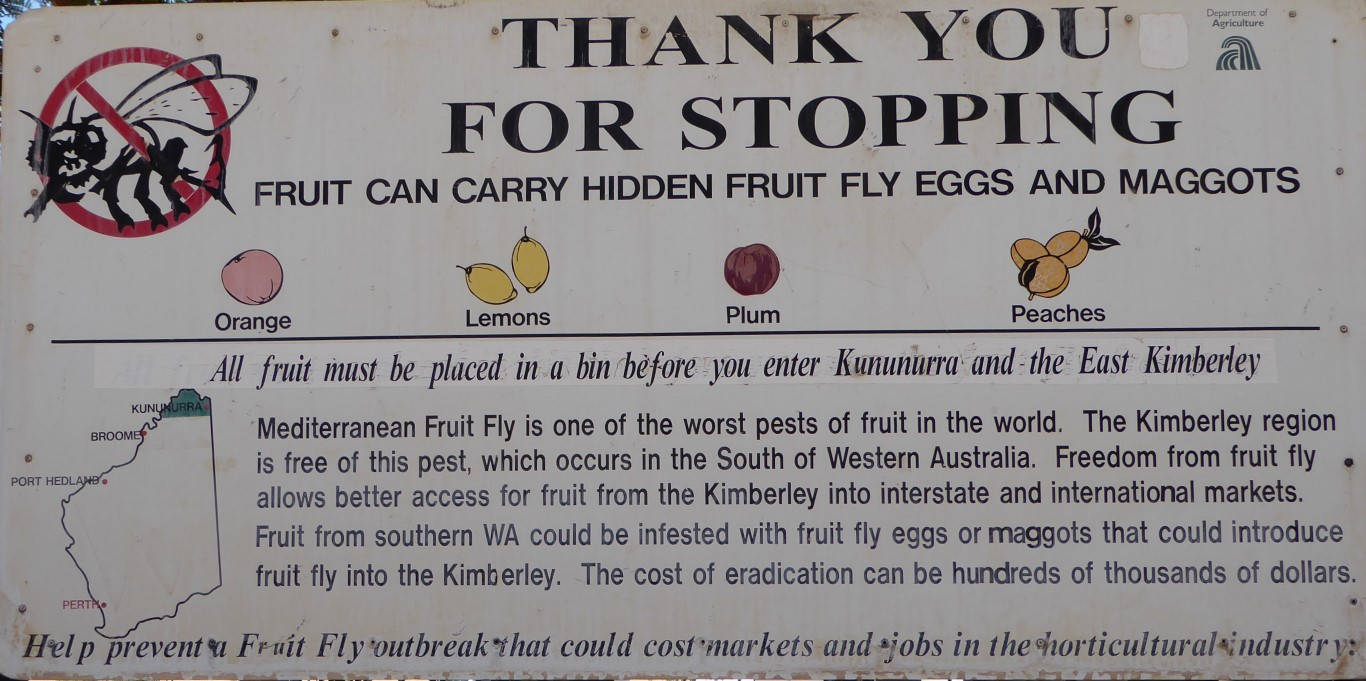 THANK YOU
Department of
Agriculture
FOR STOPPING
FRUIT CAN CARRY HIDDEN FRUIT FLY EGGS AND MAGGOTS
Orange
Lemons
Plum
Peaches
All fruit must be placed in a bin before you enter Kununurra and the East Kimberley
KUNUNURRA
BROOME
PORT HEDLAND
PERTH
Mediterranean Fruit Fly is one of the worst pests of fruit in the world. The Kimberley region
is free of this pest, which occurs in the South of Western Australia. Freedom from fruit fly
allows better access for fruit from the Kimberley into interstate and international markets.
Fruit from southern WA could be infested with fruit fly eggs or maggots that could introduce
fruit fly into the Kimberley. The cost of eradication can be hundreds of thousands of dollars.
Help prevent a Fruit Fly outbreak that could cost markets and jobs in the horticultural industry.